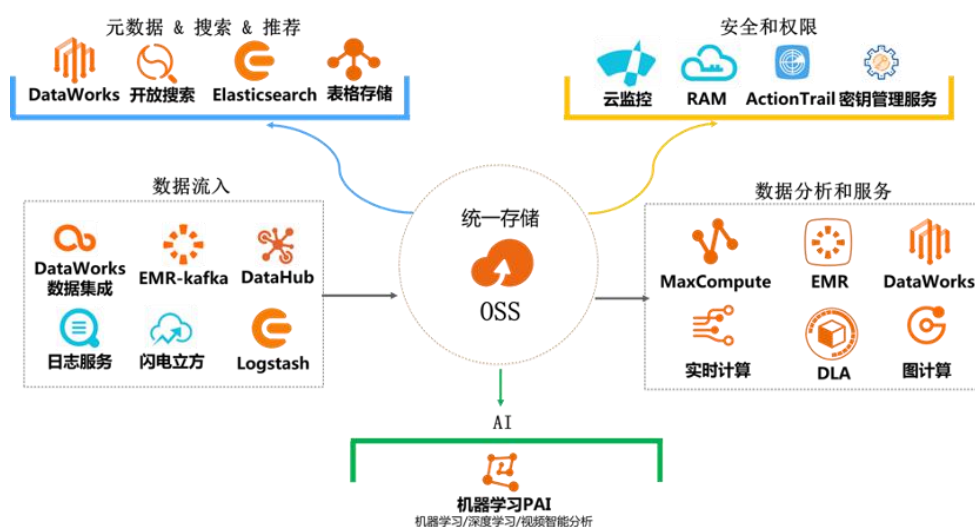 元数据 & 搜索 & 推荐
DataWorks 开放搜索 Elasticsearch 表格存储
安全和权限
云监控 RAM ActionTrail 密钥管理服务
数据流入
DataWorks
数据集成
EMR-kafka
DataHub
日志服务 闪电立方 Logstash
统一存储
OSS
数据分析和服务
MaxCompute EMR DataWorks
实时计算 DLA 图计算
AI
机器学习PAI
机器学习/深度学习/视频智能分析